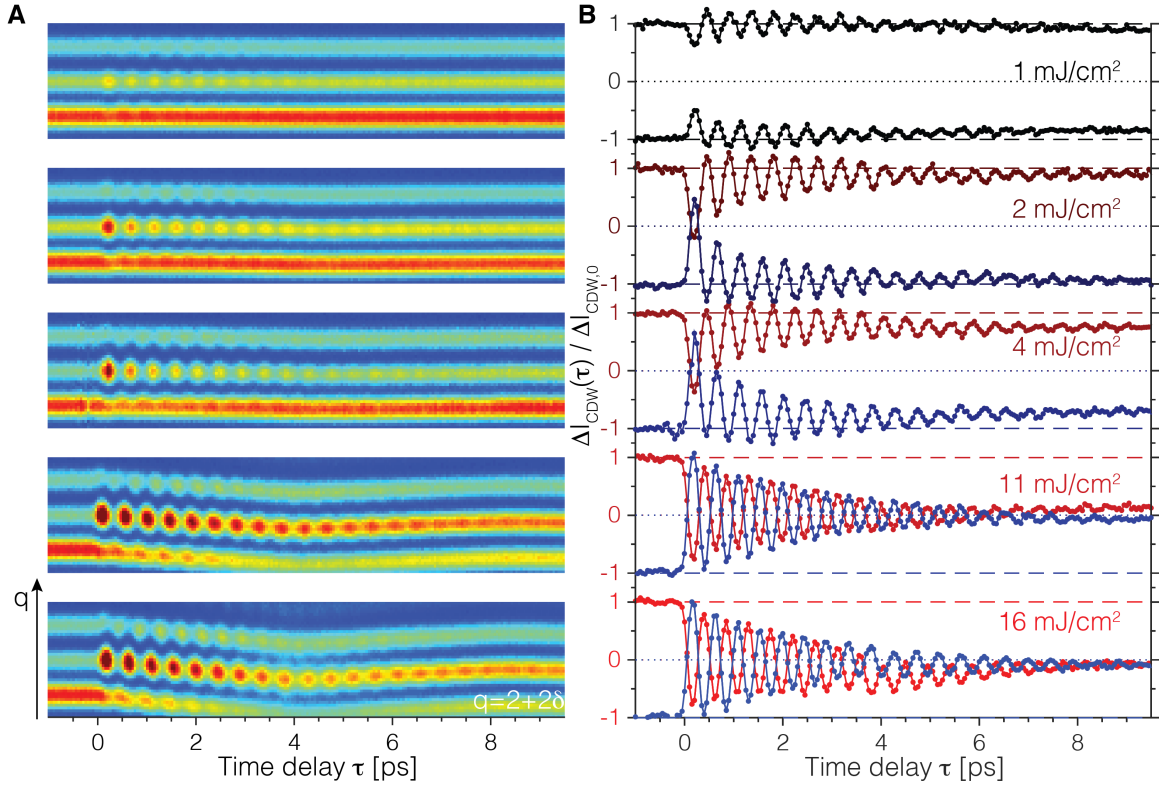 A
q
q=2+2δ
0
2
4
6
8
Time delay τ [ps]
B
ΔI_CDW(τ) / ΔI_CDW,0
1
0
-1
1 mJ/cm²
1
0
-1
2 mJ/cm²
1
0
-1
4 mJ/cm²
1
0
-1
11 mJ/cm²
1
0
-1
16 mJ/cm²
0
2
4
6
8
Time delay τ [ps]